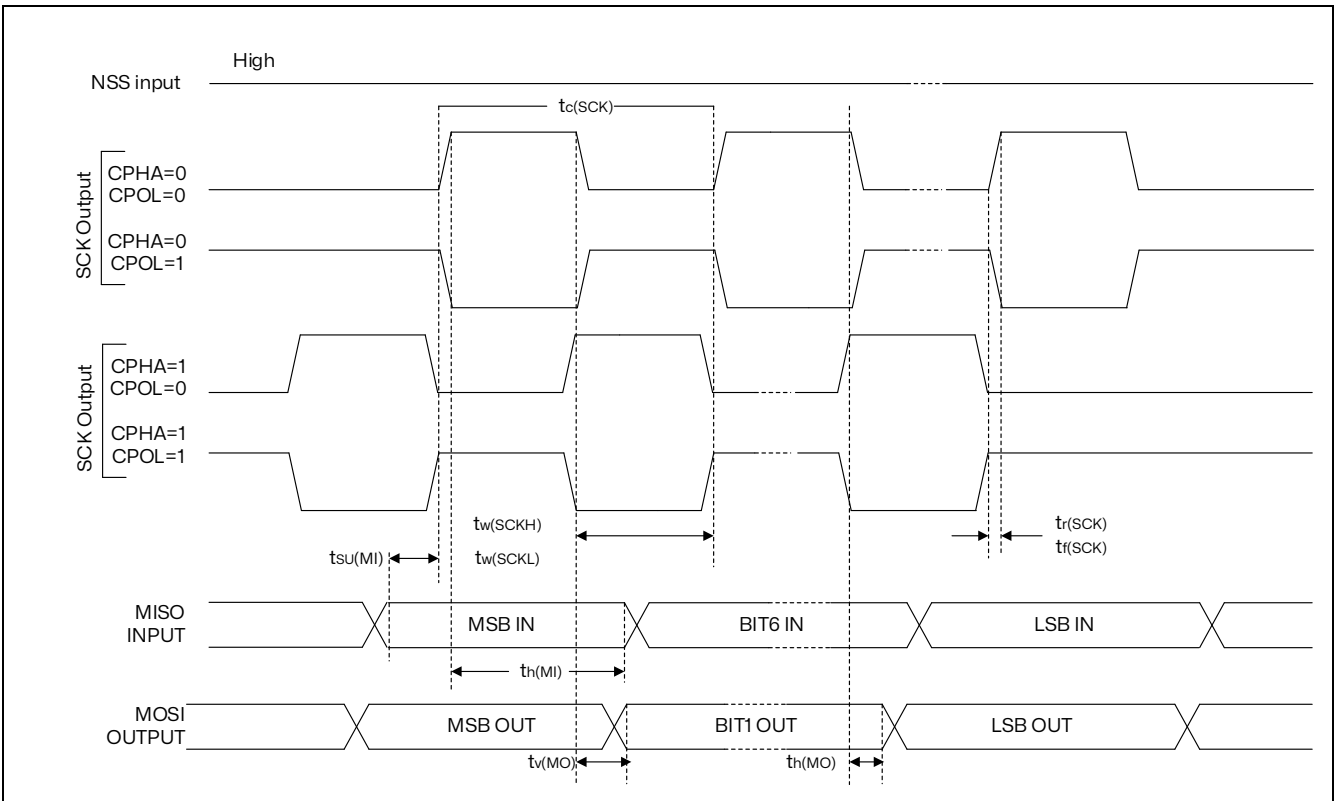 High
NSS input
tc(SCK)
SCK Output
CPHA=0
CPOL=0
CPHA=0
CPOL=1
SCK Output
CPHA=1
CPOL=0
CPHA=1
CPOL=1
tw(SCKH)
tw(SCKL)
tr(SCK)
tf(SCK)
tSU(MI)
MISO
INPUT
MSB IN
BIT6 IN
LSB IN
th(MI)
MOSI
OUTPUT
MSB OUT
BIT1 OUT
LSB OUT
tv(MO)
th(MO)